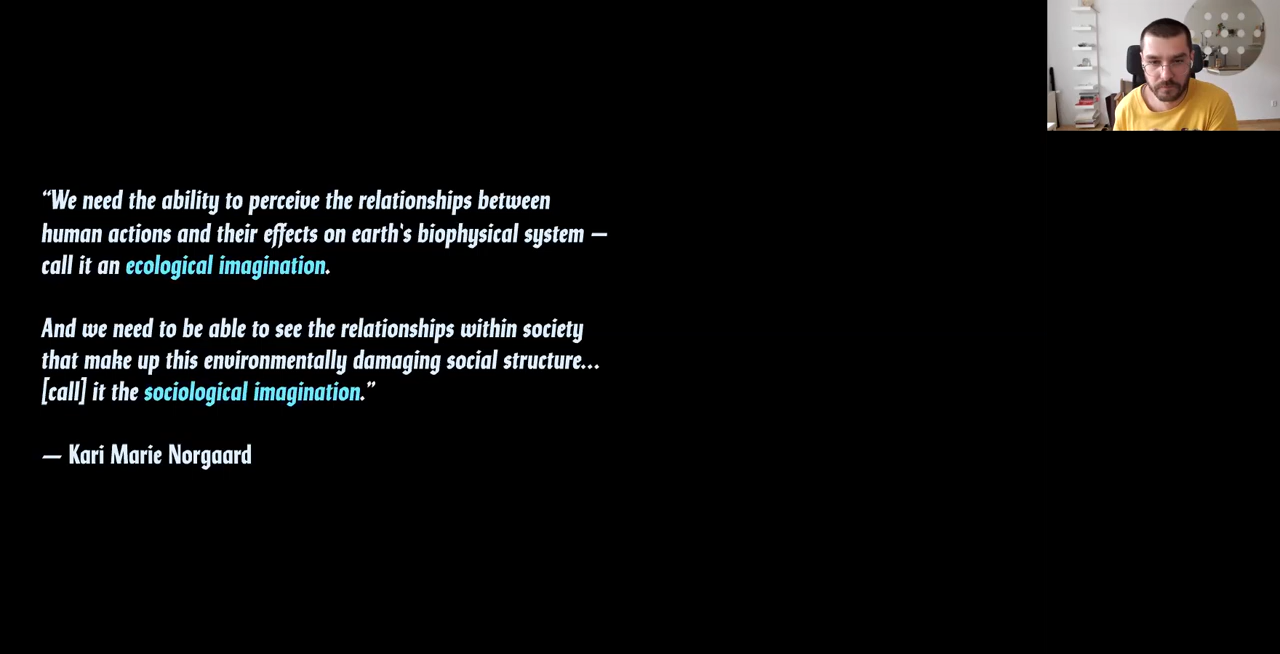 “We need the ability to perceive the relationships between
human actions and their effects on earth's biophysical system —
call it an ecological imagination.
And we need to be able to see the relationships within society
that make up this environmentally damaging social structure...
[call] it the sociological imagination.”
— Kari Marie Norgaard